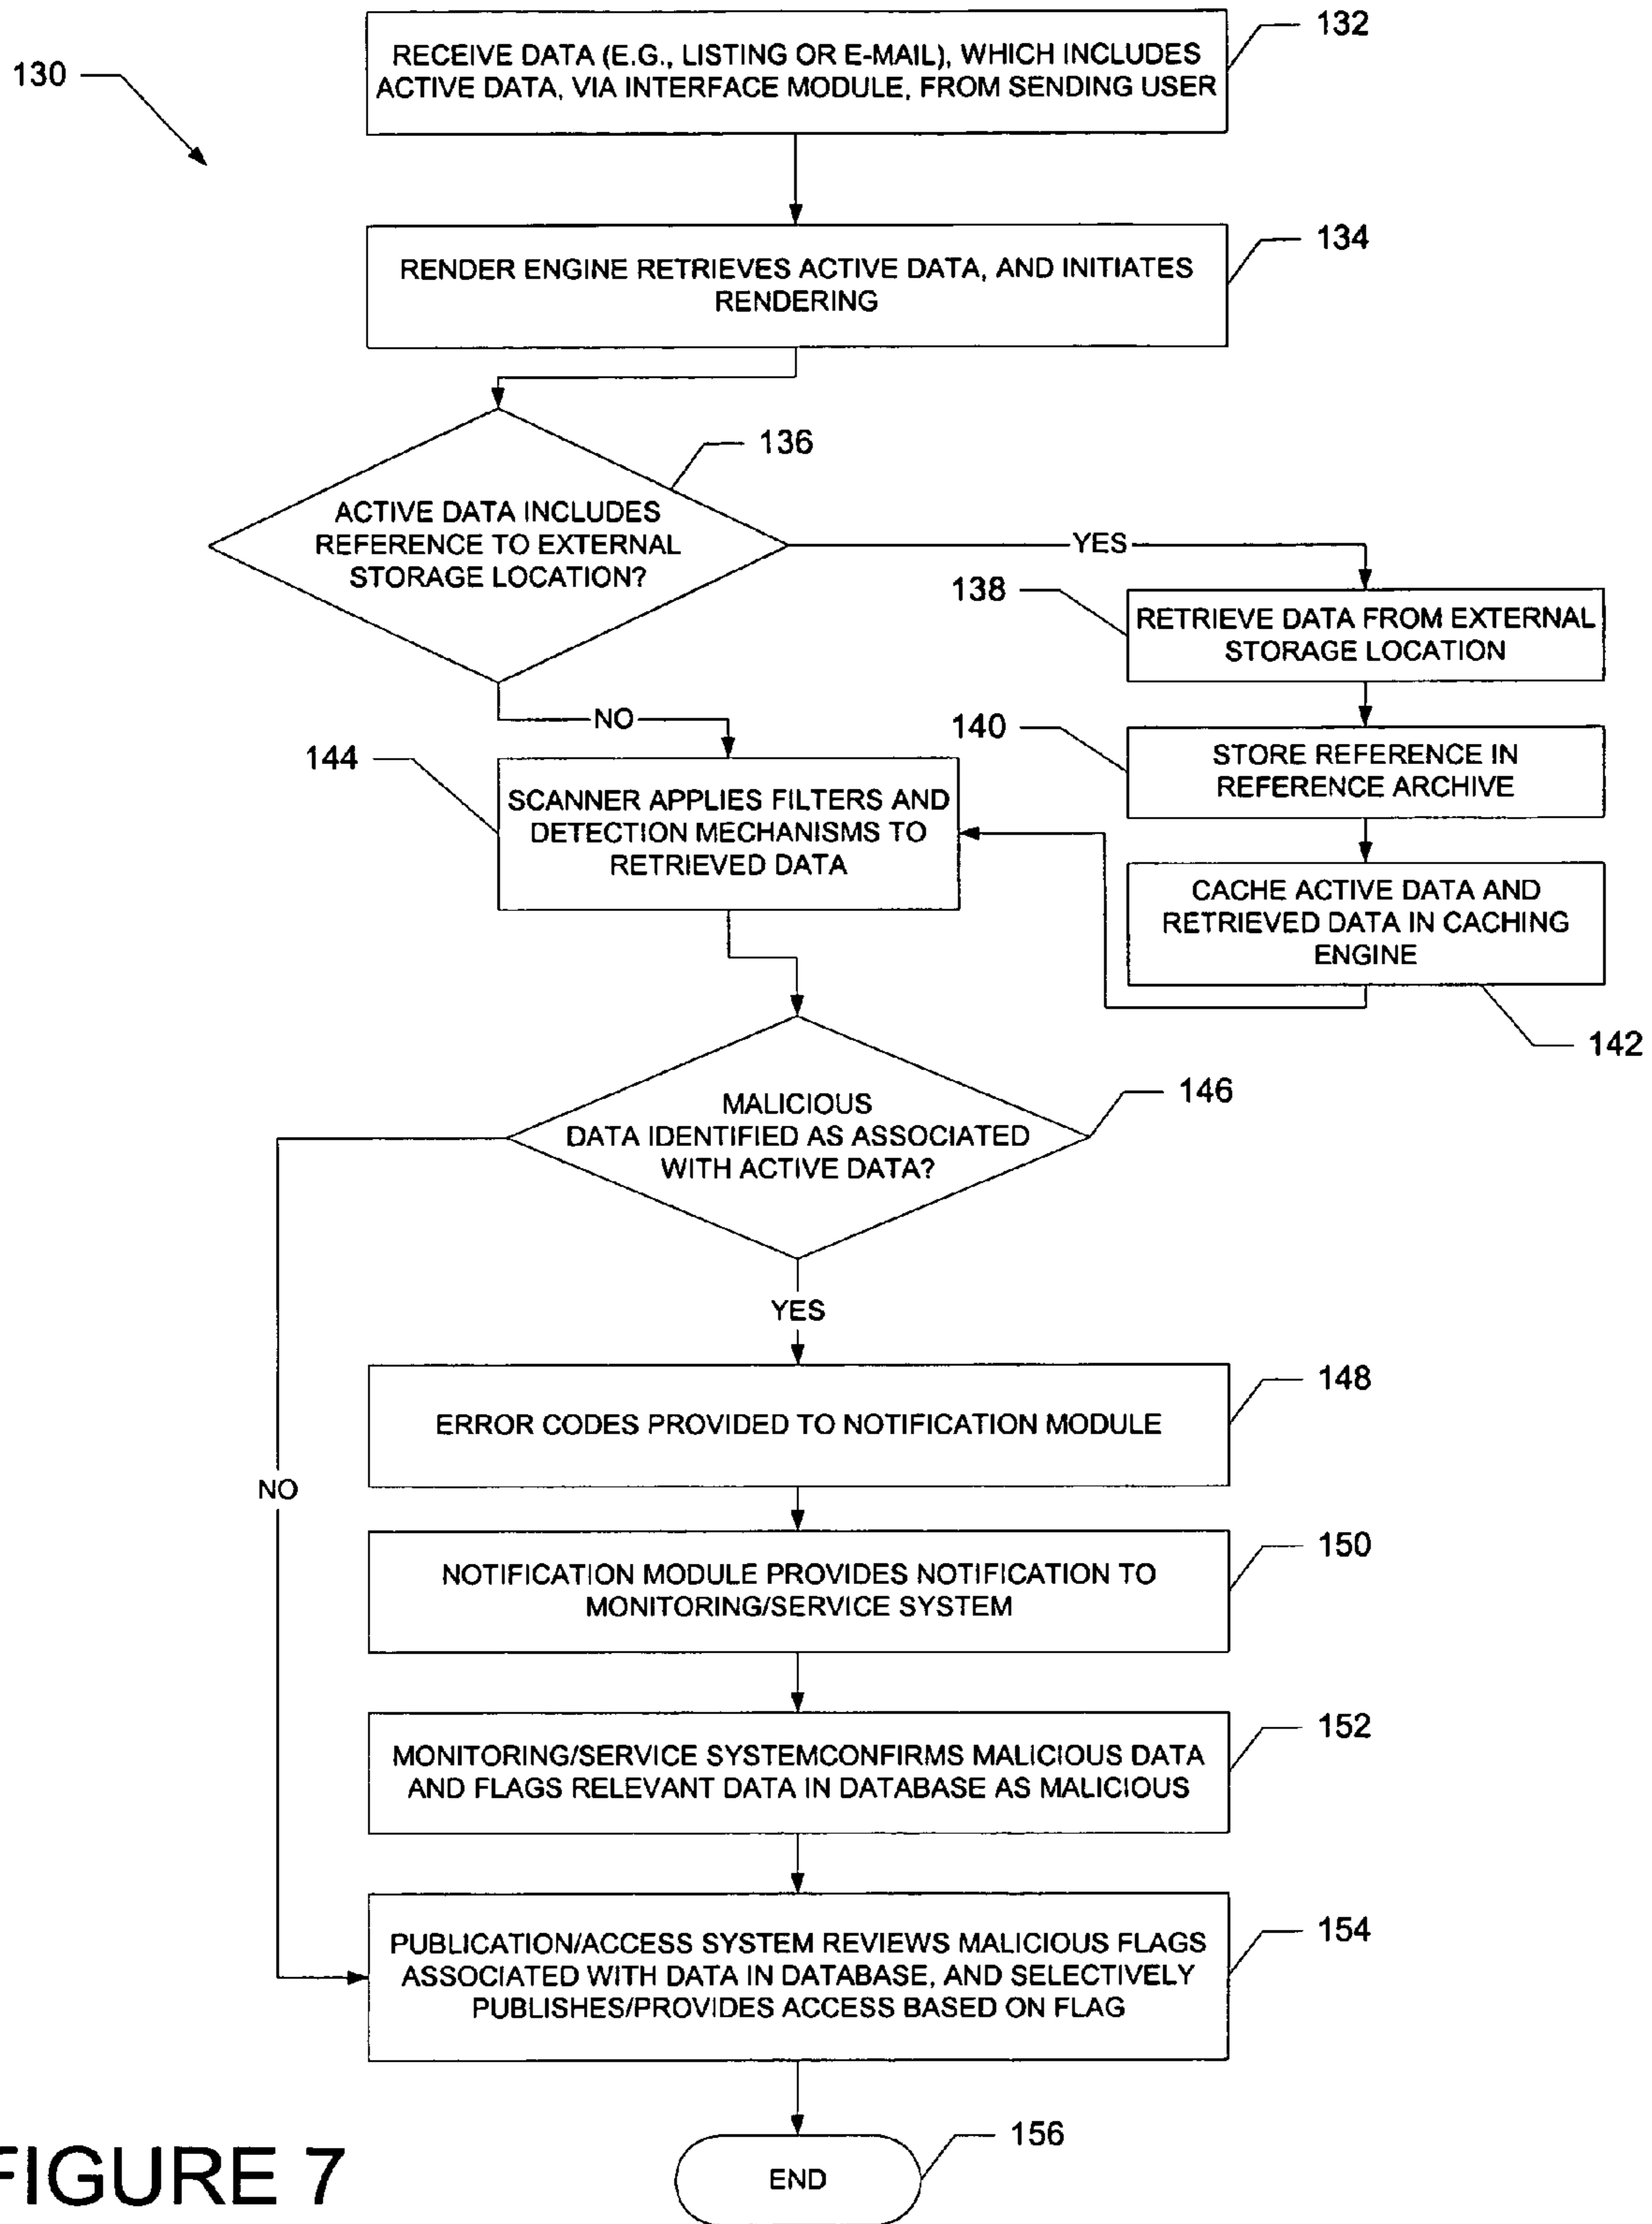 130
132
RECEIVE DATA (E.G., LISTING OR E-MAIL), WHICH INCLUDES
ACTIVE DATA, VIA INTERFACE MODULE, FROM SENDING USER
134
RENDER ENGINE RETRIEVES ACTIVE DATA, AND INITIATES
RENDERING
136
ACTIVE DATA INCLUDES
REFERENCE TO EXTERNAL
STORAGE LOCATION?
YES
138
RETRIEVE DATA FROM EXTERNAL
STORAGE LOCATION
140
STORE REFERENCE IN
REFERENCE ARCHIVE
CACHE ACTIVE DATA AND
RETRIEVED DATA IN CACHING
ENGINE
142
NO
144
SCANNER APPLIES FILTERS AND
DETECTION MECHANISMS TO
RETRIEVED DATA
146
MALICIOUS
DATA IDENTIFIED AS ASSOCIATED
WITH ACTIVE DATA?
YES
NO
148
ERROR CODES PROVIDED TO NOTIFICATION MODULE
150
NOTIFICATION MODULE PROVIDES NOTIFICATION TO
MONITORING/SERVICE SYSTEM
152
MONITORING/SERVICE SYSTEMCONFIRMS MALICIOUS DATA
AND FLAGS RELEVANT DATA IN DATABASE AS MALICIOUS
154
PUBLICATION/ACCESS SYSTEM REVIEWS MALICIOUS FLAGS
ASSOCIATED WITH DATA IN DATABASE, AND SELECTIVELY
PUBLISHES/PROVIDES ACCESS BASED ON FLAG
156
END
FIGURE 7